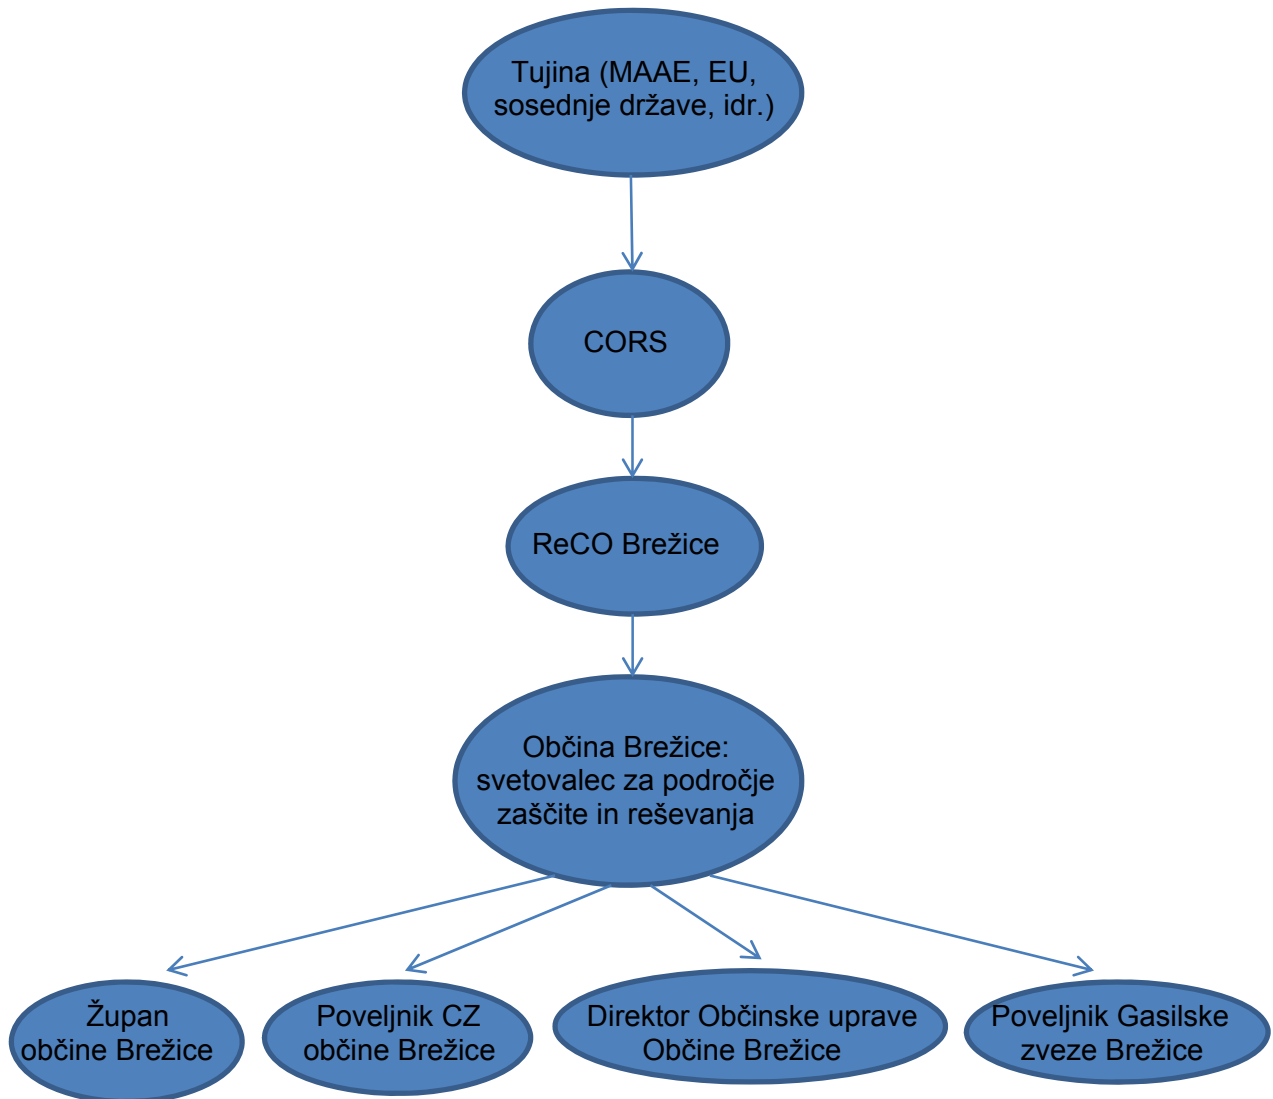 Tujina (MAAE, EU,
sosednje države, idr.)
CORS
ReCO Brežice
Občina Brežice:
svetovalec za področje
zaščite in reševanja
Župan
občine Brežice
Poveljnik CZ
občine Brežice
Direktor Občinske uprave
Občine Brežice
Poveljnik Gasilske
zveze Brežice